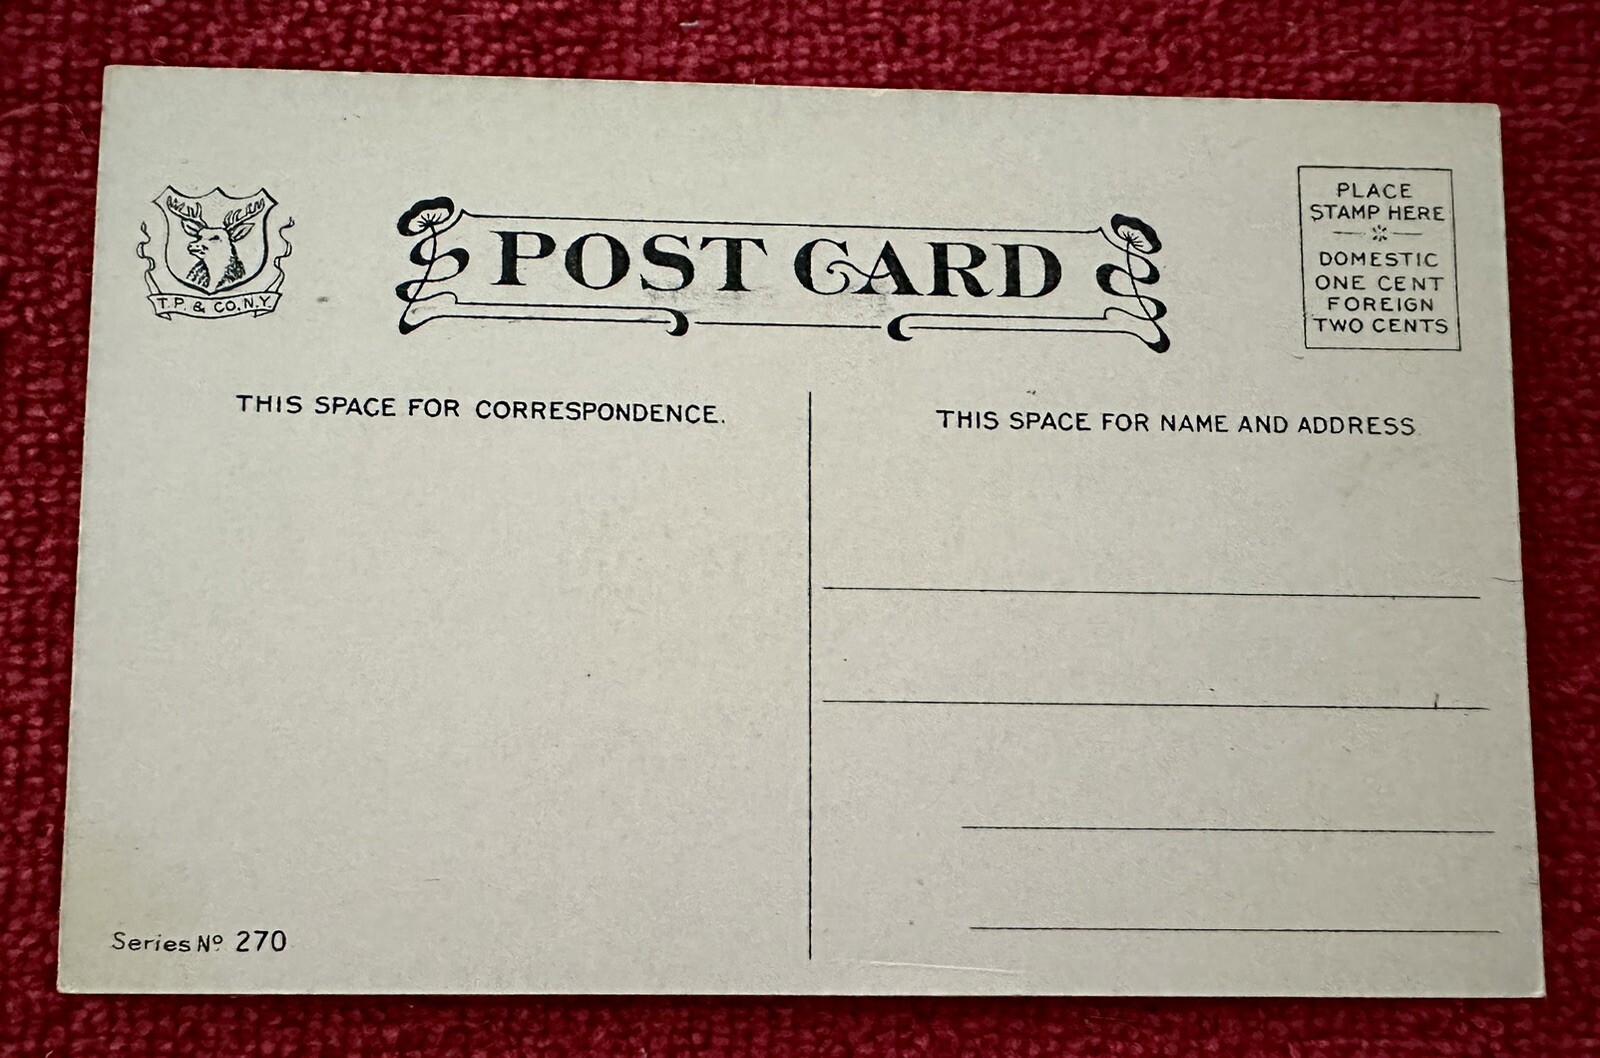 T.P. & CO. N.Y.
POST CARD
PLACE
STAMP HERE
DOMESTIC
ONE CENT
FOREIGN
TWO CENTS
THIS SPACE FOR CORRESPONDENCE.
THIS SPACE FOR NAME AND ADDRESS
Series Nº 270